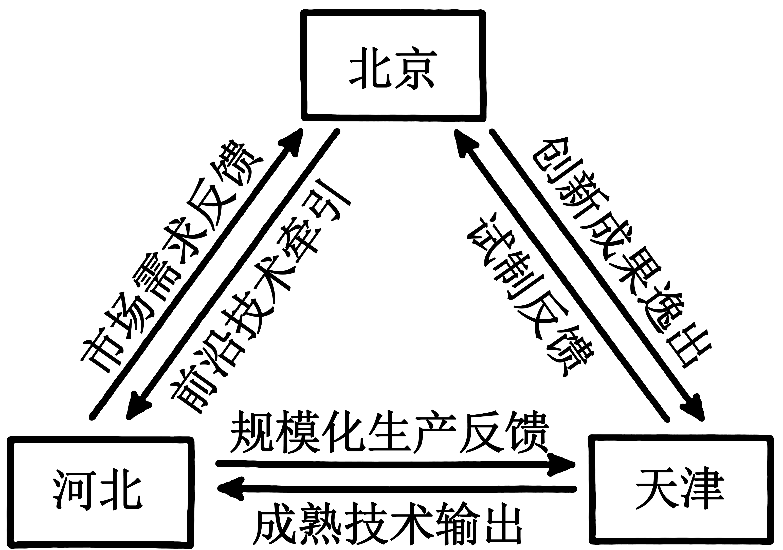 北京
市场需求反馈
前沿技术牵引
试制反馈
创新成果逸出
规模化生产反馈
河北
天津
成熟技术输出